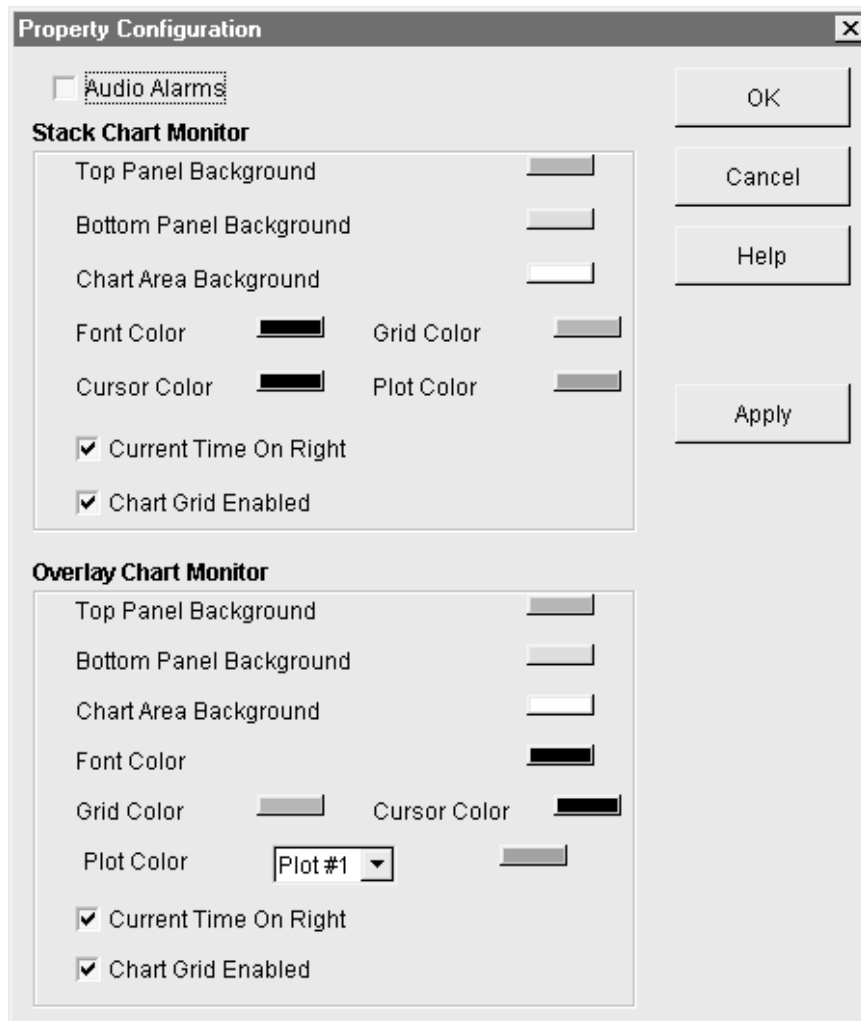 Property Configuration
Audio Alarms
OK
Stack Chart Monitor
Top Panel Background
Cancel
Bottom Panel Background
Help
Chart Area Background
Font Color Grid Color
Cursor Color Plot Color
Apply
Current Time On Right
Chart Grid Enabled
Overlay Chart Monitor
Top Panel Background
Bottom Panel Background
Chart Area Background
Font Color
Grid Color Cursor Color
Plot Color Plot #1
Current Time On Right
Chart Grid Enabled